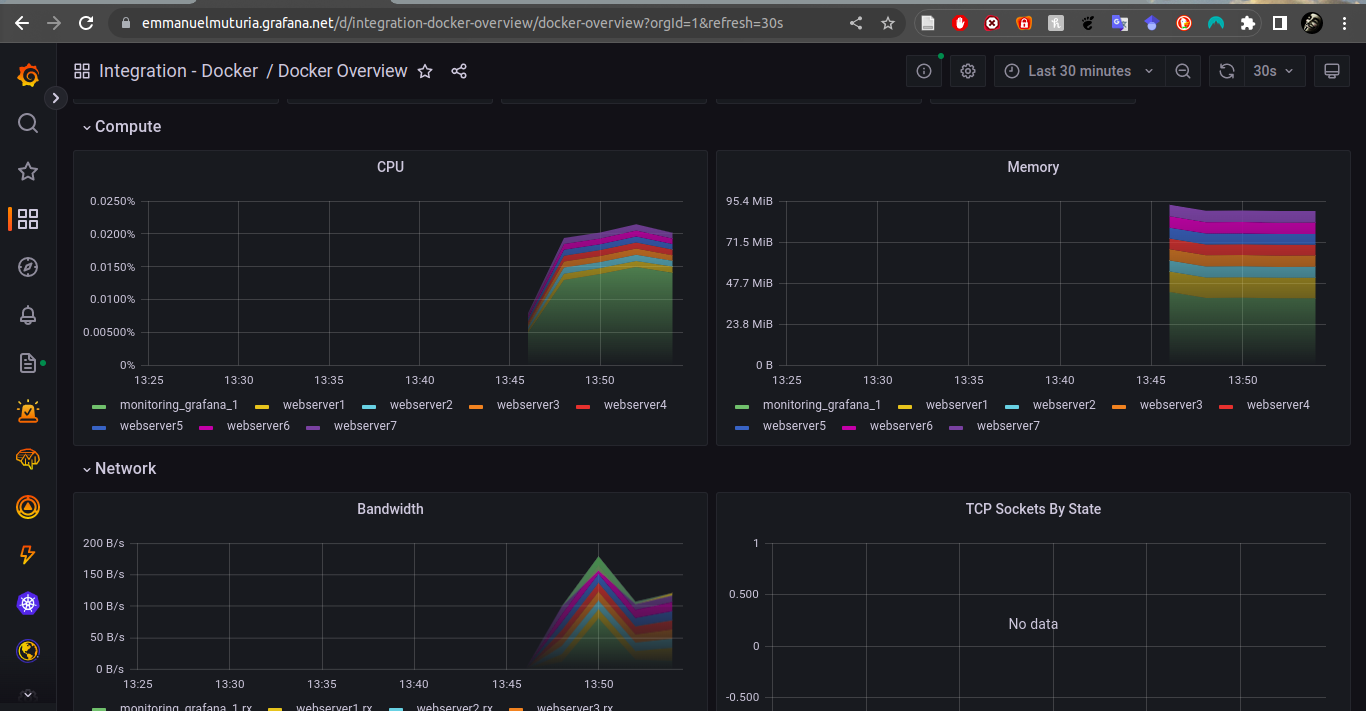 emmanuelmuturia.grafana.net/d/integration-docker-overview/docker-overview?orgId=1&refresh=30s
Integration - Docker / Docker Overview
Last 30 minutes
30s
Compute
CPU
0.0250%
0.0200%
0.0150%
0.0100%
0.00500%
0%
13:25 13:30 13:35 13:40 13:45 13:50
monitoring_grafana_1 webserver1 webserver2 webserver3 webserver4
webserver5 webserver6 webserver7
Memory
95.4 MiB
71.5 MiB
47.7 MiB
23.8 MiB
0 B
13:25 13:30 13:35 13:40 13:45 13:50
monitoring_grafana_1 webserver1 webserver2 webserver3 webserver4
webserver5 webserver6 webserver7
Network
Bandwidth
200 B/s
150 B/s
100 B/s
50 B/s
0 B/s
13:25 13:30 13:35 13:40 13:45 13:50
monitoring_grafana_1 rx webserver1 rx webserver2 rx webserver3 rx
TCP Sockets By State
1
0.500
0
-0.500
No data